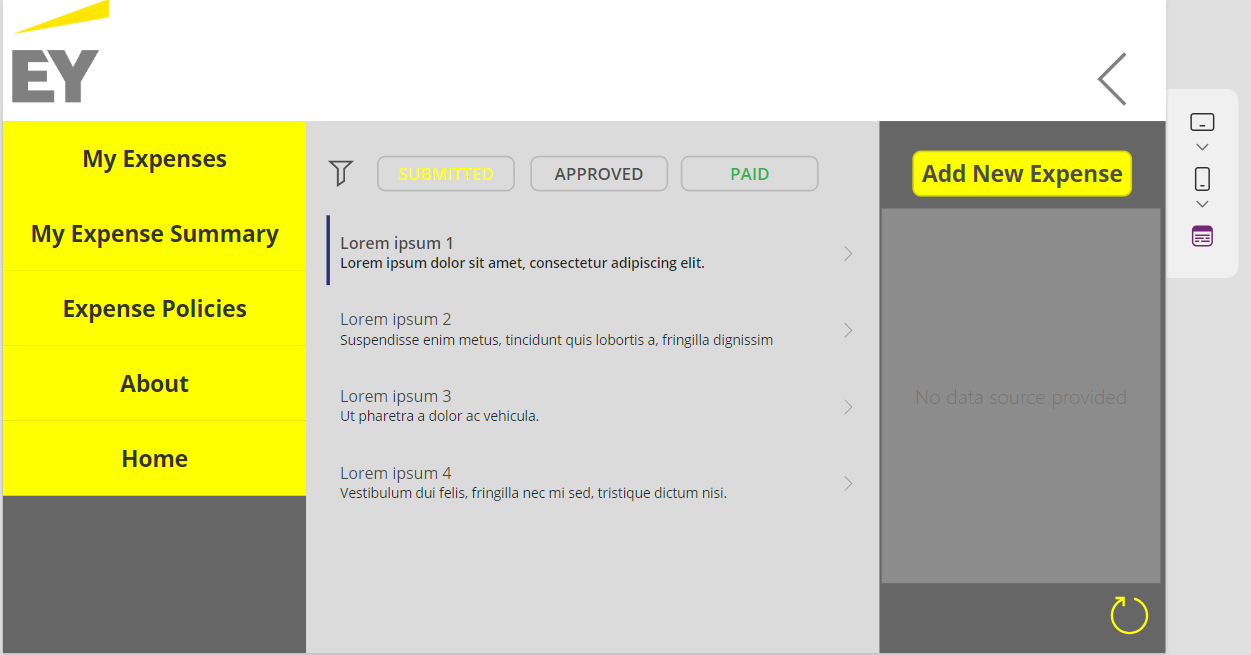 EY
My Expenses
My Expense Summary
Expense Policies
About
Home
SUBMITTED
APPROVED
PAID
Lorem ipsum 1
Lorem ipsum dolor sit amet, consectetur adipiscing elit.
Lorem ipsum 2
Suspendisse enim metus, tincidunt quis lobortis a, fringilla dignissim
Lorem ipsum 3
Ut pharetra a dolor ac vehicula.
Lorem ipsum 4
Vestibulum dui felis, fringilla nec mi sed, tristique dictum nisi.
Add New Expense
No data source provided